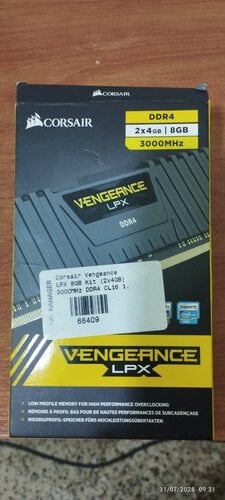 CORSAIR
DDR4
2x4GB | 8GB
3000MHz
VENGEANCE
LPX
DDR4
Corsair Vengeance
LPX 8GB Kit (2x4GB)
3000MHz DDR4 CL16 1.
MANAGER
66409
VENGEANCE
LPX
LOW PROFILE MEMORY FOR HIGH PERFORMANCE OVERCLOCKING
MÉMOIRE À PROFIL BAS POUR DE HAUTES PERFORMANCES DE SURCADENÇAGE
NIEDRIGPROFIL-SPEICHER FÜRS HOCHLEISTUNGSÜBERTAKTEN
31/07/2025 09:31